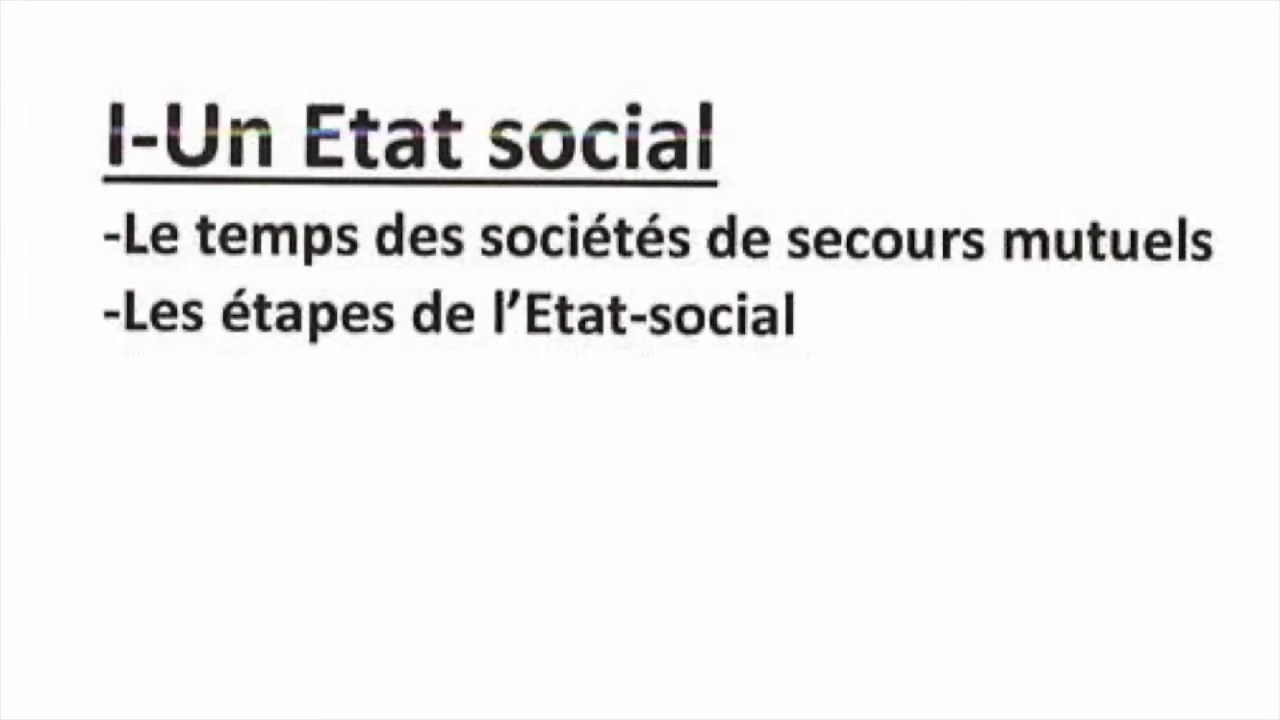 I-Un Etat social
-Le temps des sociétés de secours mutuels
-Les étapes de l’Etat-social